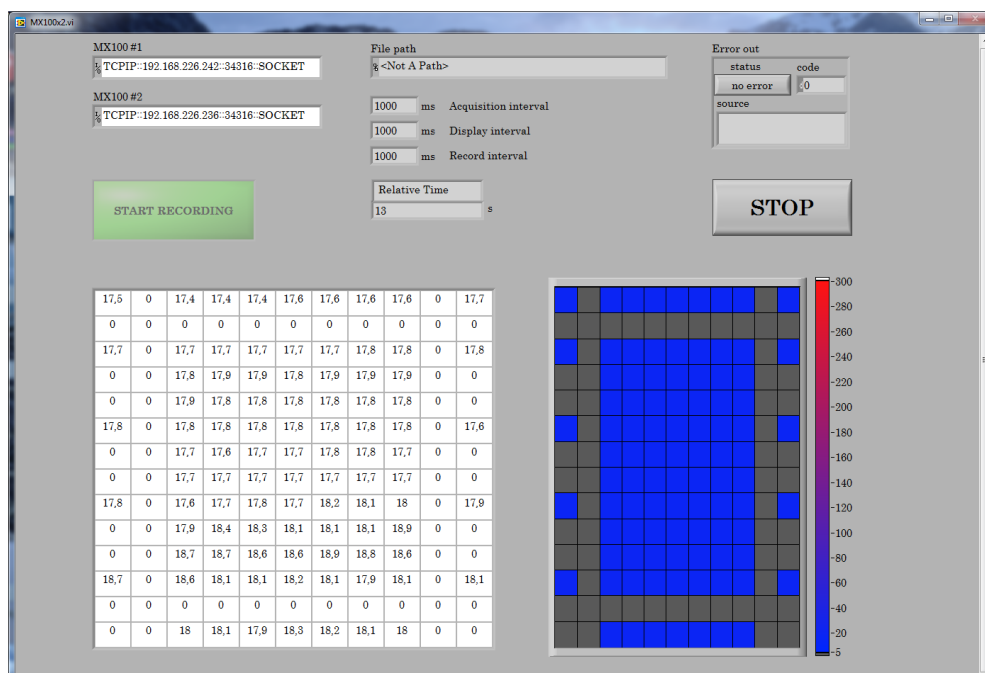 MX100x2.vi
MX100 #1
TCPIP::192.168.226.242::34316::SOCKET
MX100 #2
TCPIP::192.168.226.236::34316::SOCKET
File path
<Not A Path>
1000 ms Acquisition interval
1000 ms Display interval
1000 ms Record interval
Error out
status code
no error 0
source
START RECORDING
Relative Time
13 s
STOP
17,5 0 17,4 17,4 17,4 17,6 17,6 17,6 17,6 0 17,7
0 0 0 0 0 0 0 0 0 0 0
17,7 0 17,7 17,7 17,7 17,7 17,7 17,8 17,8 0 17,8
0 0 17,8 17,9 17,9 17,8 17,9 17,9 17,9 0 0
0 0 17,9 17,8 17,8 17,8 17,8 17,8 17,8 0 0
17,8 0 17,8 17,8 17,8 17,8 17,8 17,8 17,8 0 17,6
0 0 17,7 17,6 17,7 17,7 17,8 17,8 17,7 0 0
0 0 17,7 17,7 17,7 17,7 17,7 17,7 17,7 0 0
17,8 0 17,6 17,7 17,8 17,7 18,2 18,1 18 0 17,9
0 0 17,9 18,4 18,3 18,1 18,1 18,1 18,9 0 0
0 0 18,7 18,7 18,6 18,6 18,9 18,8 18,6 0 0
18,7 0 18,6 18,1 18,1 18,2 18,1 17,9 18,1 0 18,1
0 0 0 0 0 0 0 0 0 0 0
0 0 18 18,1 17,9 18,3 18,2 18,1 18 0 0
300
280
260
240
220
200
180
160
140
120
100
80
60
40
20
5